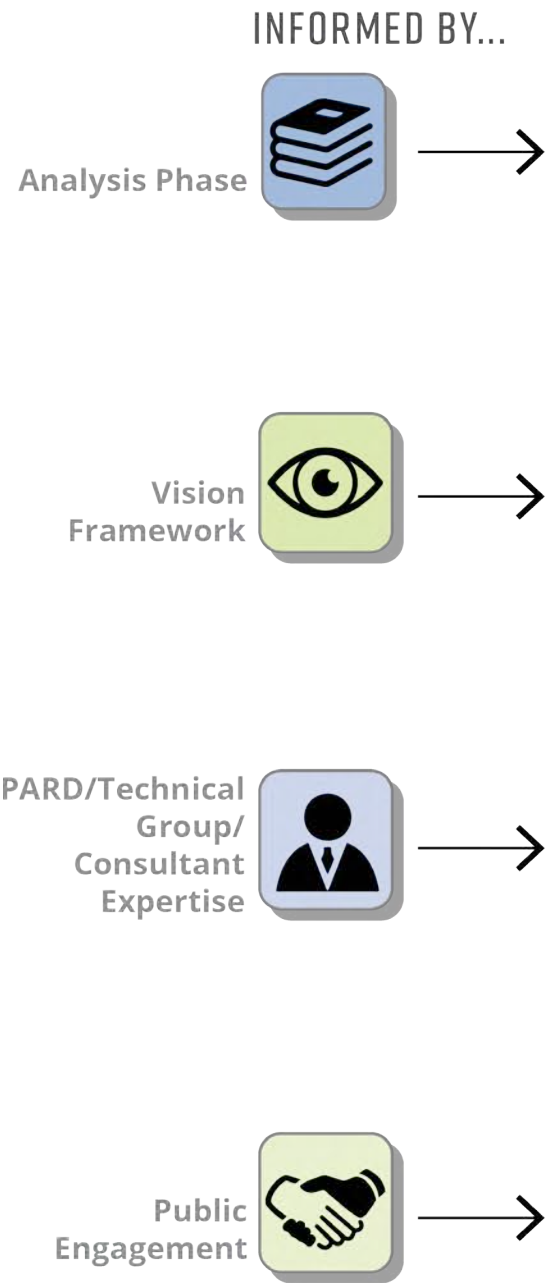 INFORMED BY...
Analysis Phase
Vision
Framework
PARD/Technical
Group/
Consultant
Expertise
Public
Engagement